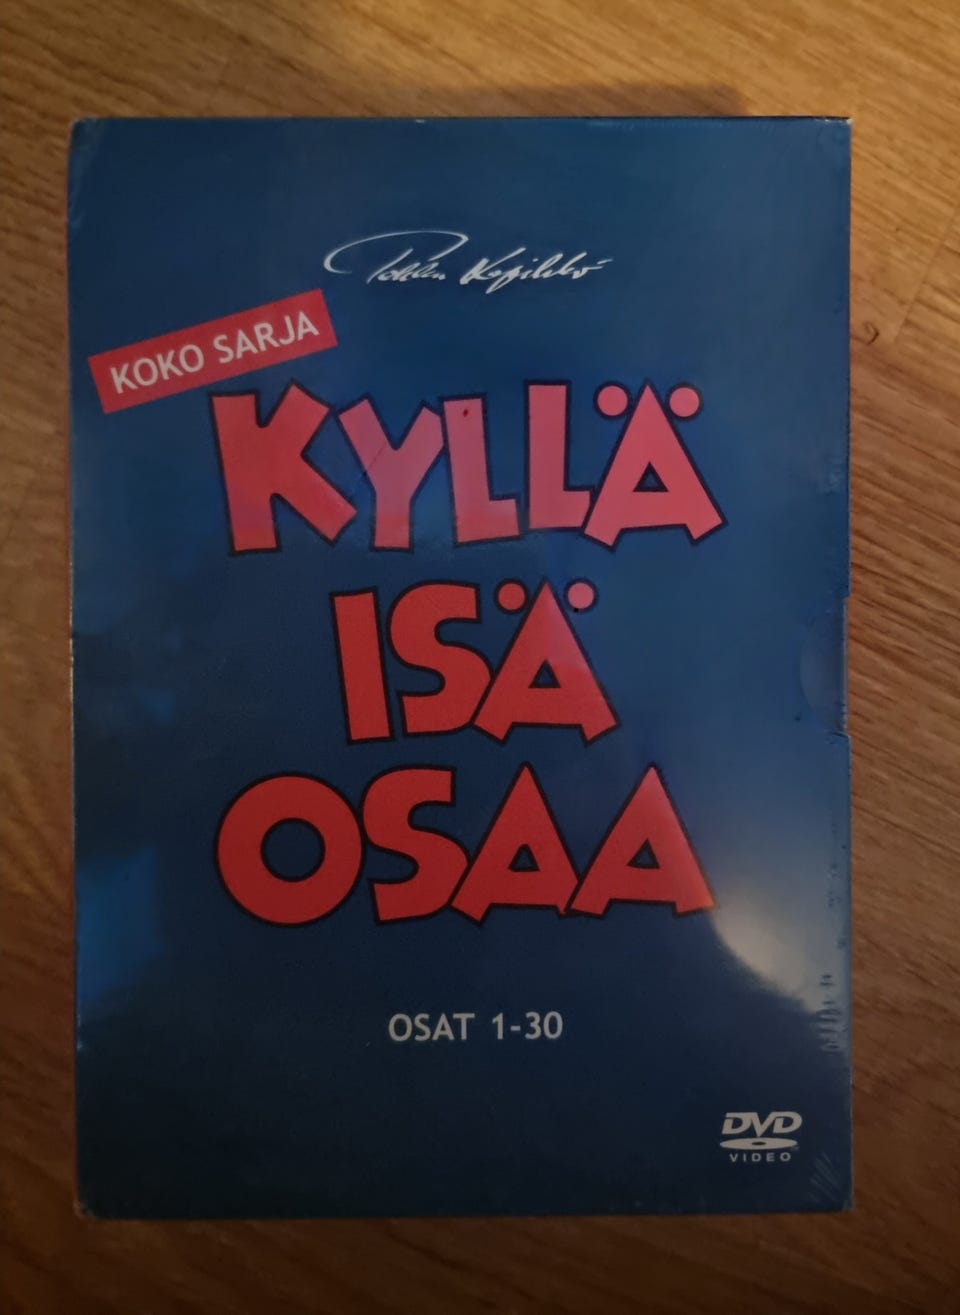 KOKO SARJA
KYLLÄ
ISÄ
OSAA
OSAT 1-30
DVD
VIDEO